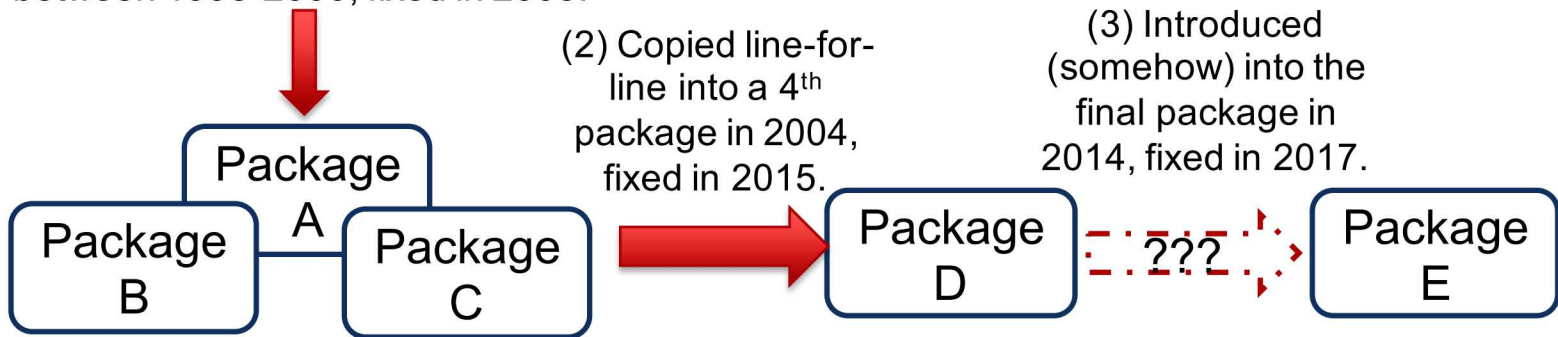 (2) Copied line-for-
line into a 4th
package in 2004,
fixed in 2015.
(3) Introduced
(somehow) into the
final package in
2014, fixed in 2017.
Package
A
Package
B
Package
C
Package
D
???
Package
E